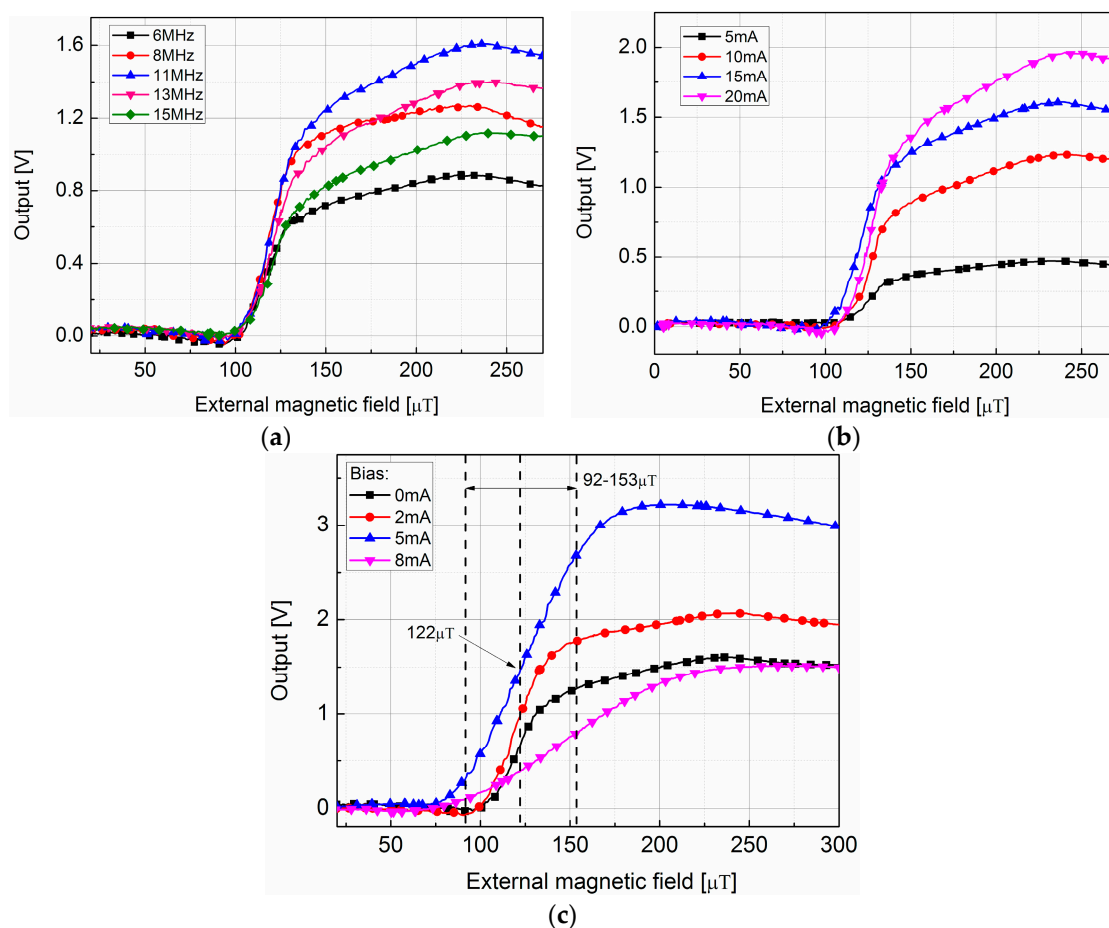 (a)
6MHz
8MHz
11MHz
13MHz
15MHz
Output [V]
1.6
1.2
0.8
0.4
0.0
50
100
150
200
250
External magnetic field [μT]
(b)
5mA
10mA
15mA
20mA
Output [V]
2.0
1.5
1.0
0.5
0.0
0
50
100
150
200
250
External magnetic field [μT]
(a)
(b)
Bias:
0mA
2mA
5mA
8mA
92-153μT
122μT
Output [V]
3
2
1
0
50
100
150
200
250
300
External magnetic field [μT]
(c)